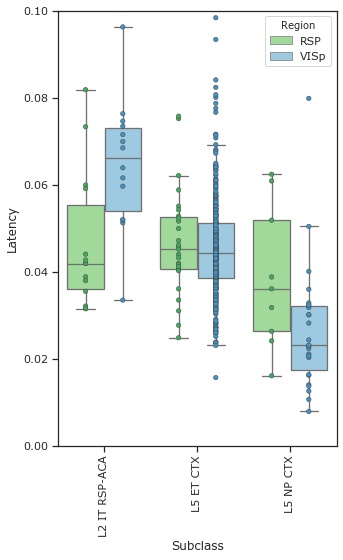 0.10
0.08
0.06
0.04
0.02
0.00
Latency
Region
RSP
VISp
L2 IT RSP-ACA
L5 ET CTX
L5 NP CTX
Subclass